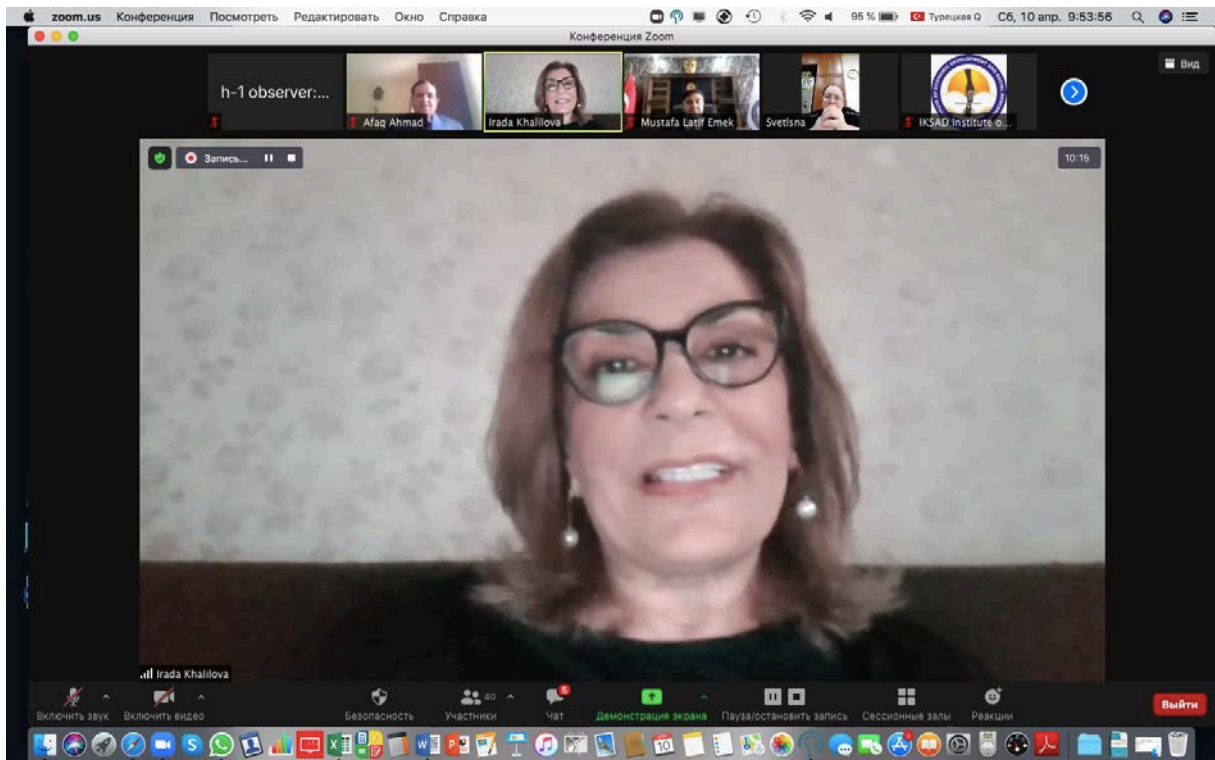 zoom.us Конференция Посмотреть Редактировать Окно Справка 95 % Турецкая Q Сб, 10 апр. 9:53:56
Конференция Zoom
Вид
h-1 observer:...
Afaq Ahmad
Irada Khalilova
Mustafa Latif Emek
Svetlsna
IKSAD Institute o...
Запись...
10:16
Irada Khalilova
Включить звук Включить видео Безопасность Участники 40 Чат 5 Демонстрация экрана Пауза/остановить запись Сессионные залы Реакции Выйти
10